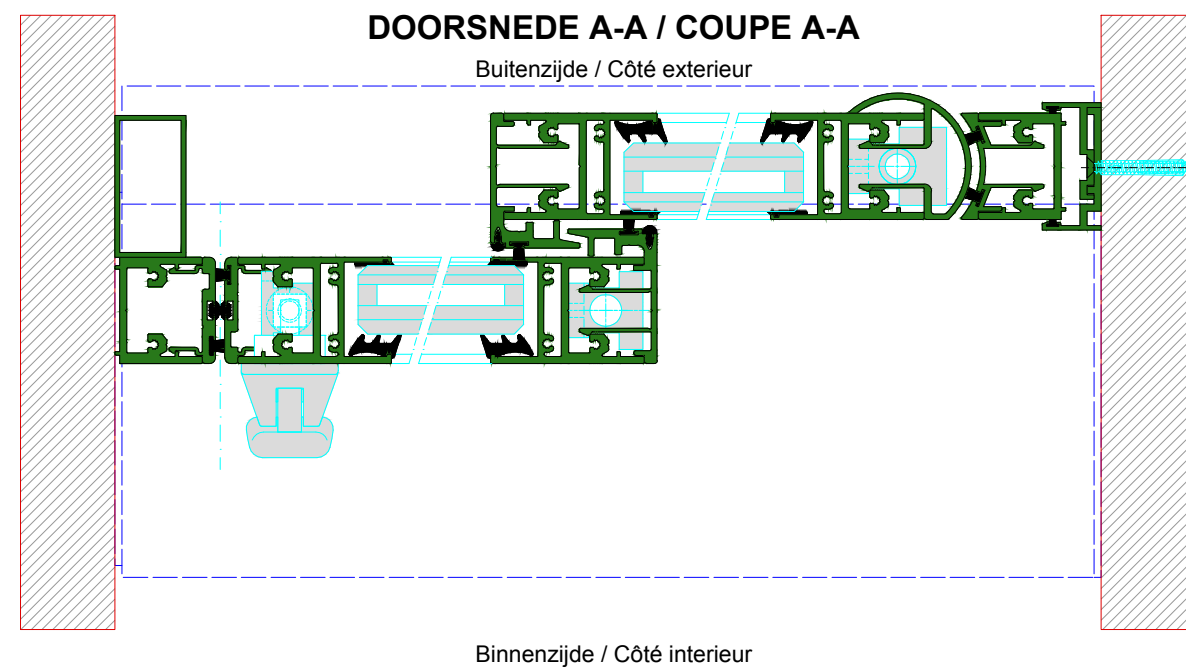 DOORSNEDE A-A / COUPE A-A
Buitenzijde / Côté exterieur
Binnenzijde / Côté interieur